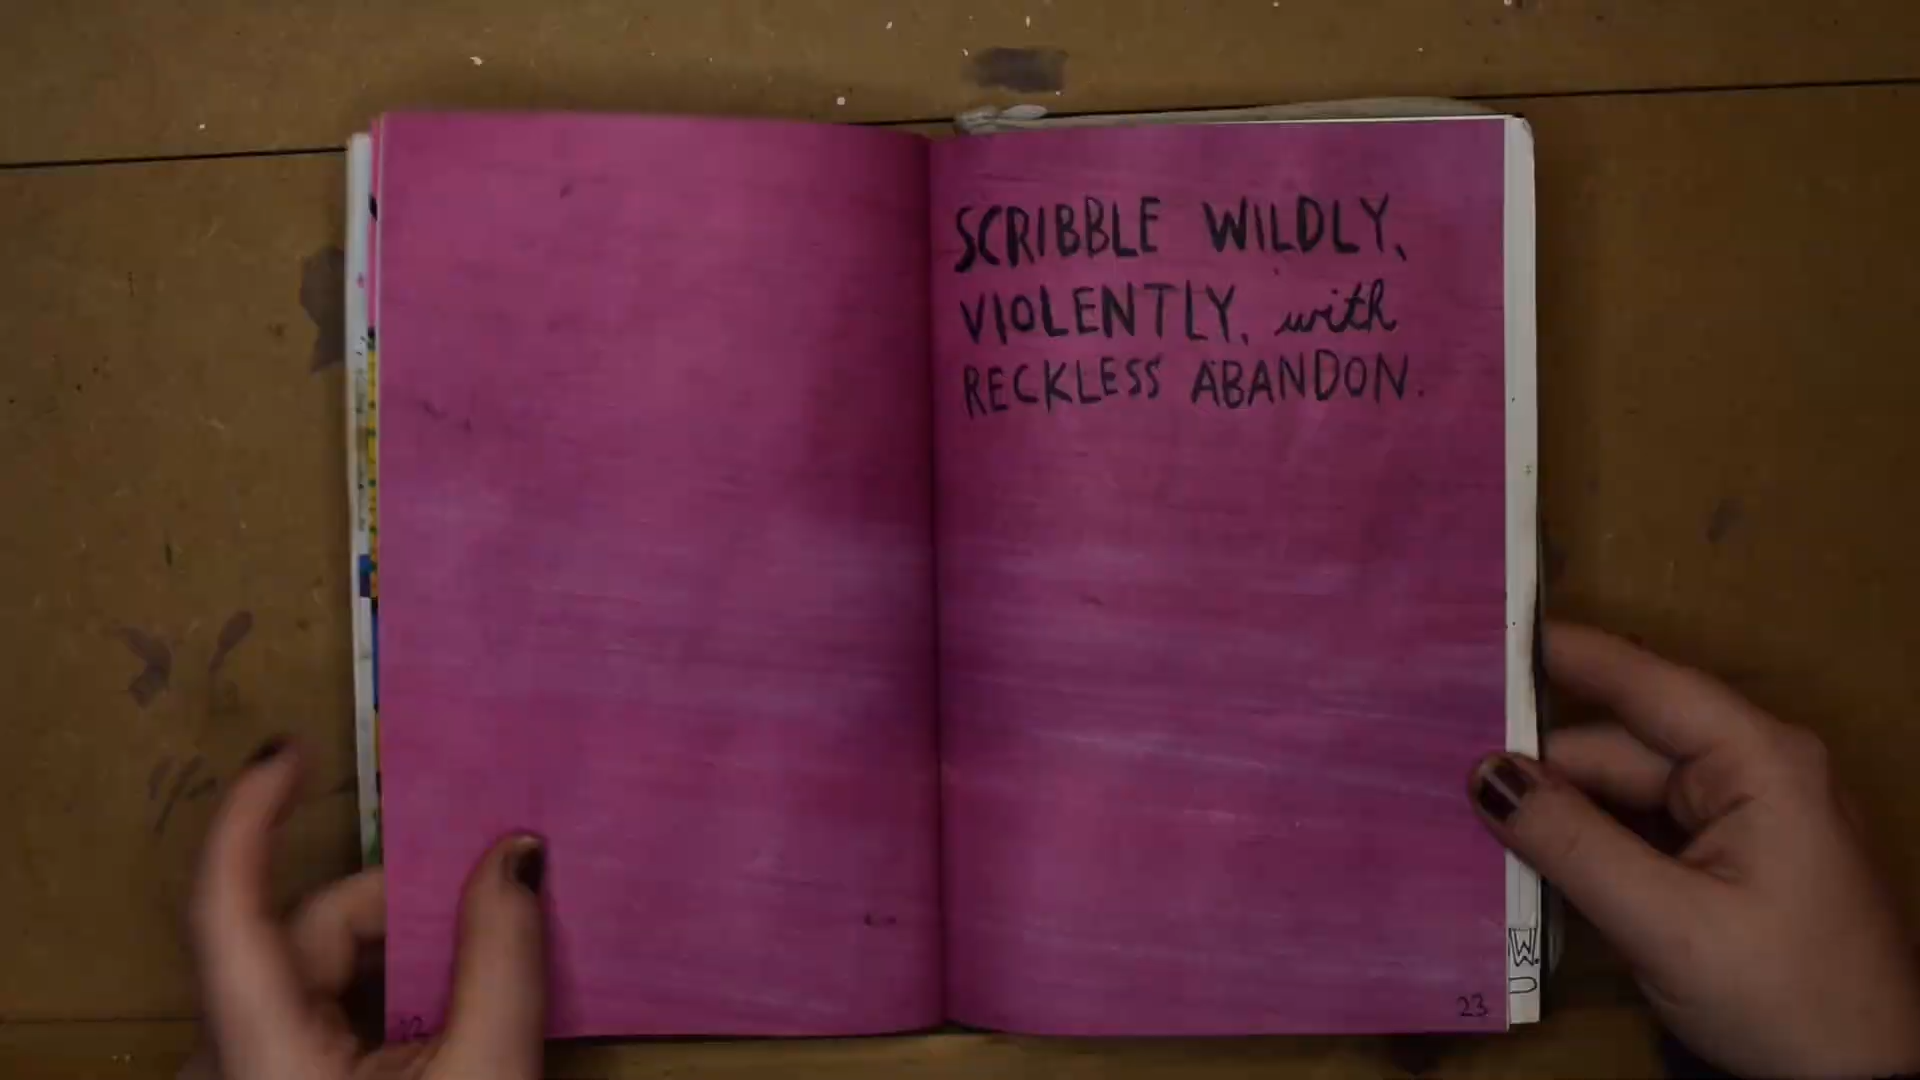 SCRIBBLE WILDLY,
VIOLENTLY, with
RECKLESS ABANDON.
W.
23